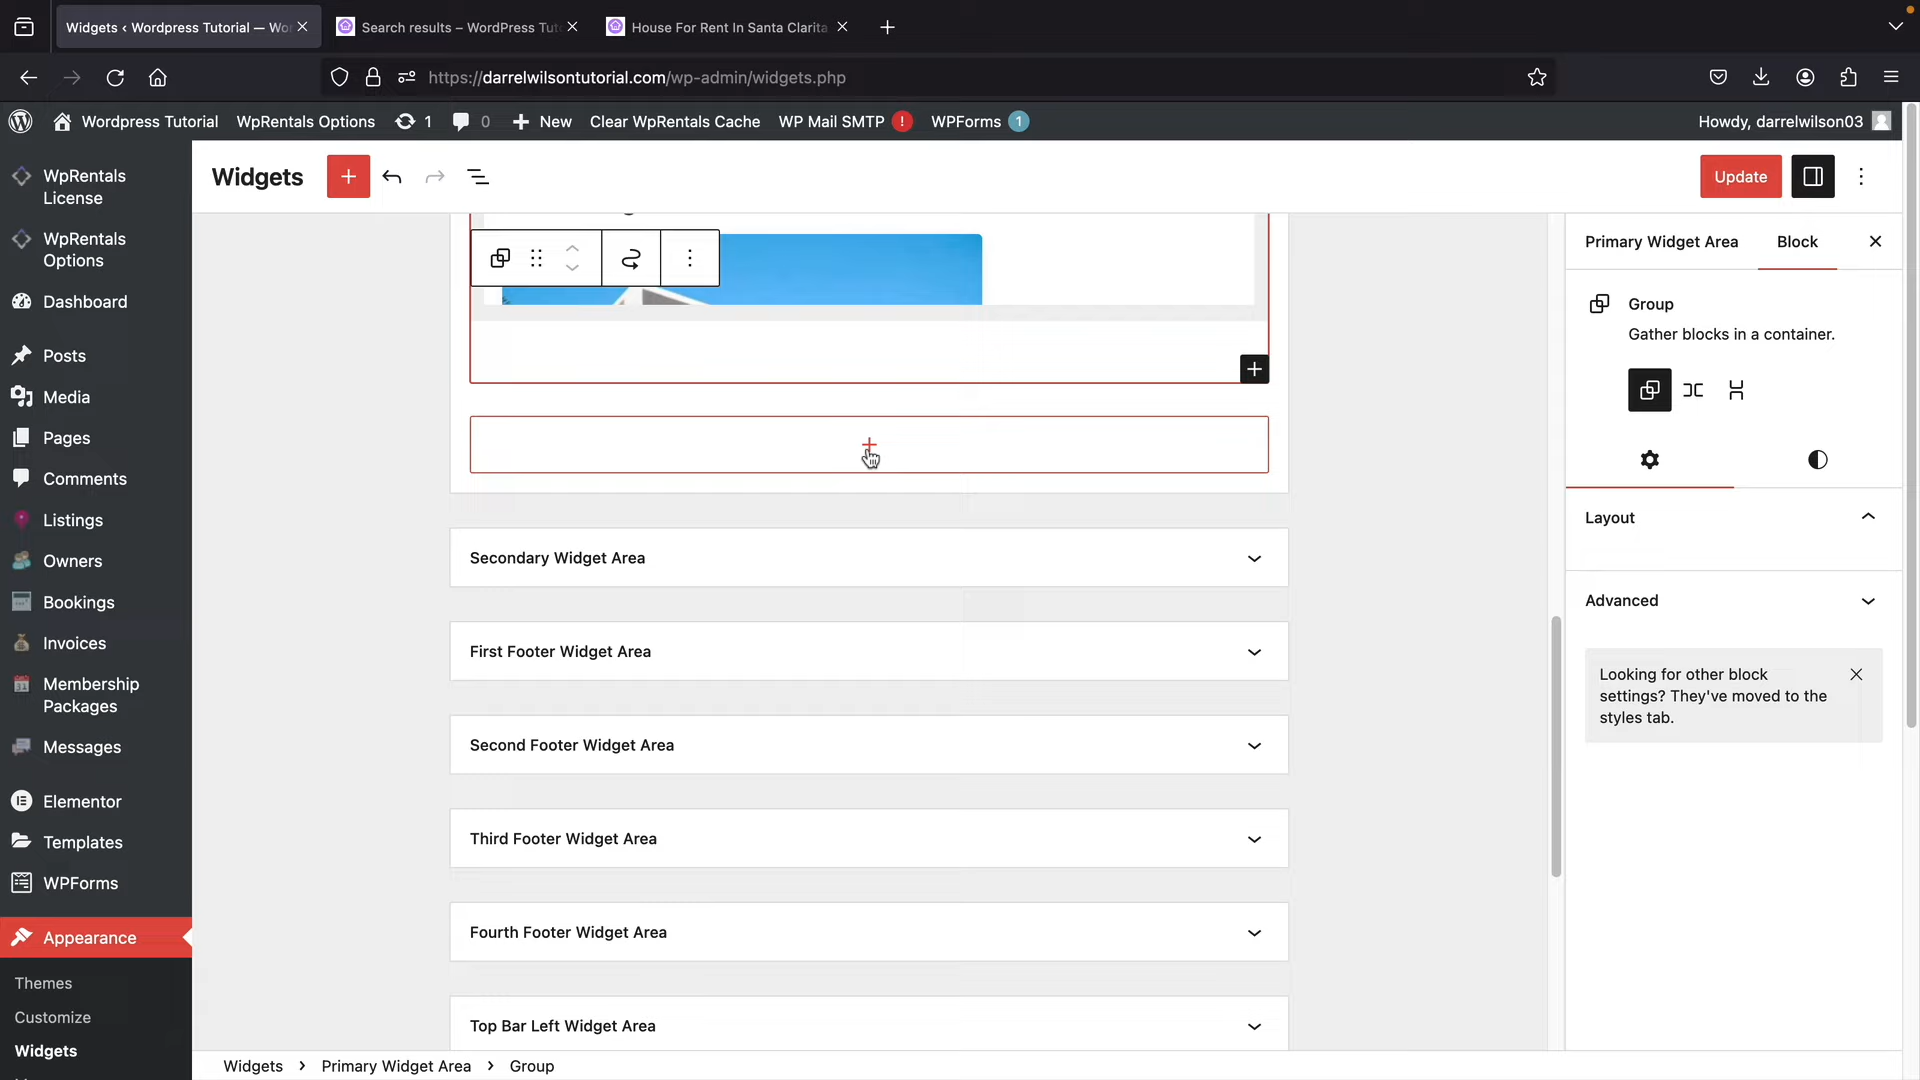 Widgets ‹ Wordpress Tutorial — Wor
Search results – WordPress Tut
House For Rent In Santa Clarita
https://darrelwilsontutorial.com/wp-admin/widgets.php
Wordpress Tutorial
WpRentals Options
1
0
New
Clear WpRentals Cache
WP Mail SMTP !
WPForms 1
Howdy, darrelwilson03
WpRentals
License
WpRentals
Options
Dashboard
Posts
Media
Pages
Comments
Listings
Owners
Bookings
Invoices
Membership
Packages
Messages
Elementor
Templates
WPForms
Appearance
Themes
Customize
Widgets
Widgets
Update
Secondary Widget Area
First Footer Widget Area
Second Footer Widget Area
Third Footer Widget Area
Fourth Footer Widget Area
Top Bar Left Widget Area
Primary Widget Area
Block
Group
Gather blocks in a container.
Layout
Advanced
Looking for other block
settings? They've moved to the
styles tab.
Widgets › Primary Widget Area › Group